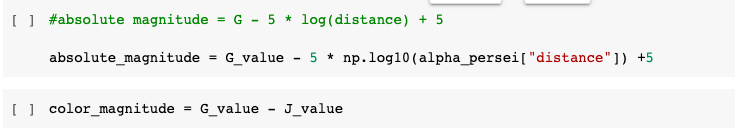 [ ] #absolute magnitude = G - 5 * log(distance) + 5
absolute_magnitude = G_value - 5 * np.log10(alpha_persei["distance"]) +5
[ ] color_magnitude = G_value - J_value